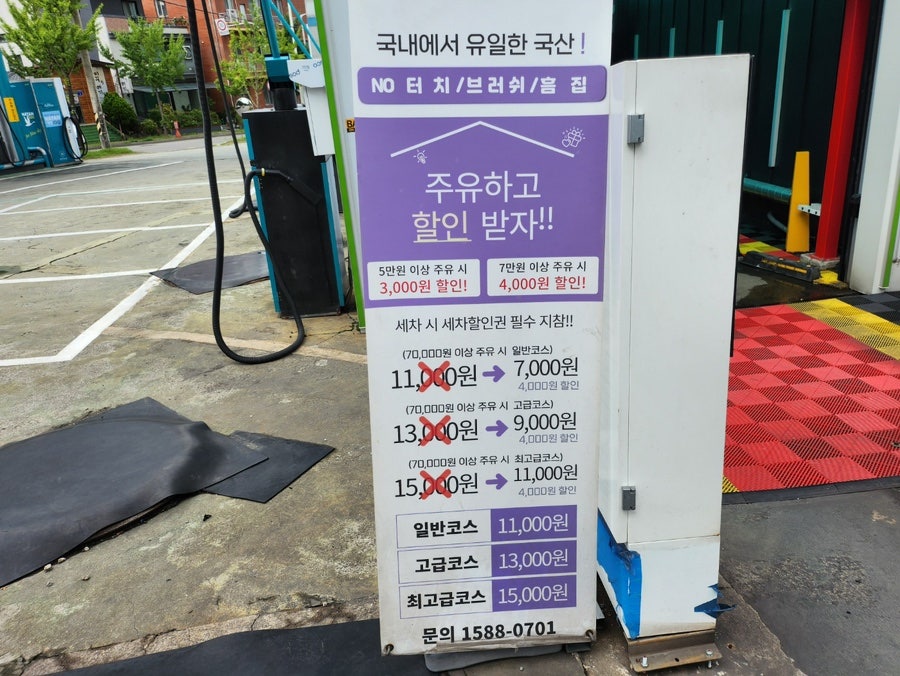 국내에서 유일한 국산!
NO 터 치/브러쉬/흠 집
주유하고
할인 받자!!
5만원 이상 주유 시
3,000원 할인!
7만원 이상 주유 시
4,000원 할인!
세차 시 세차할인권 필수 지참!!
(70,000원 이상 주유 시 일반코스)
11,000원 → 7,000원
4,000원 할인
(70,000원 이상 주유 시 고급코스)
13,000원 → 9,000원
4,000원 할인
(70,000원 이상 주유 시 최고급코스)
15,000원 → 11,000원
4,000원 할인
일반코스 11,000원
고급코스 13,000원
최고급코스 15,000원
문의 1588-0701